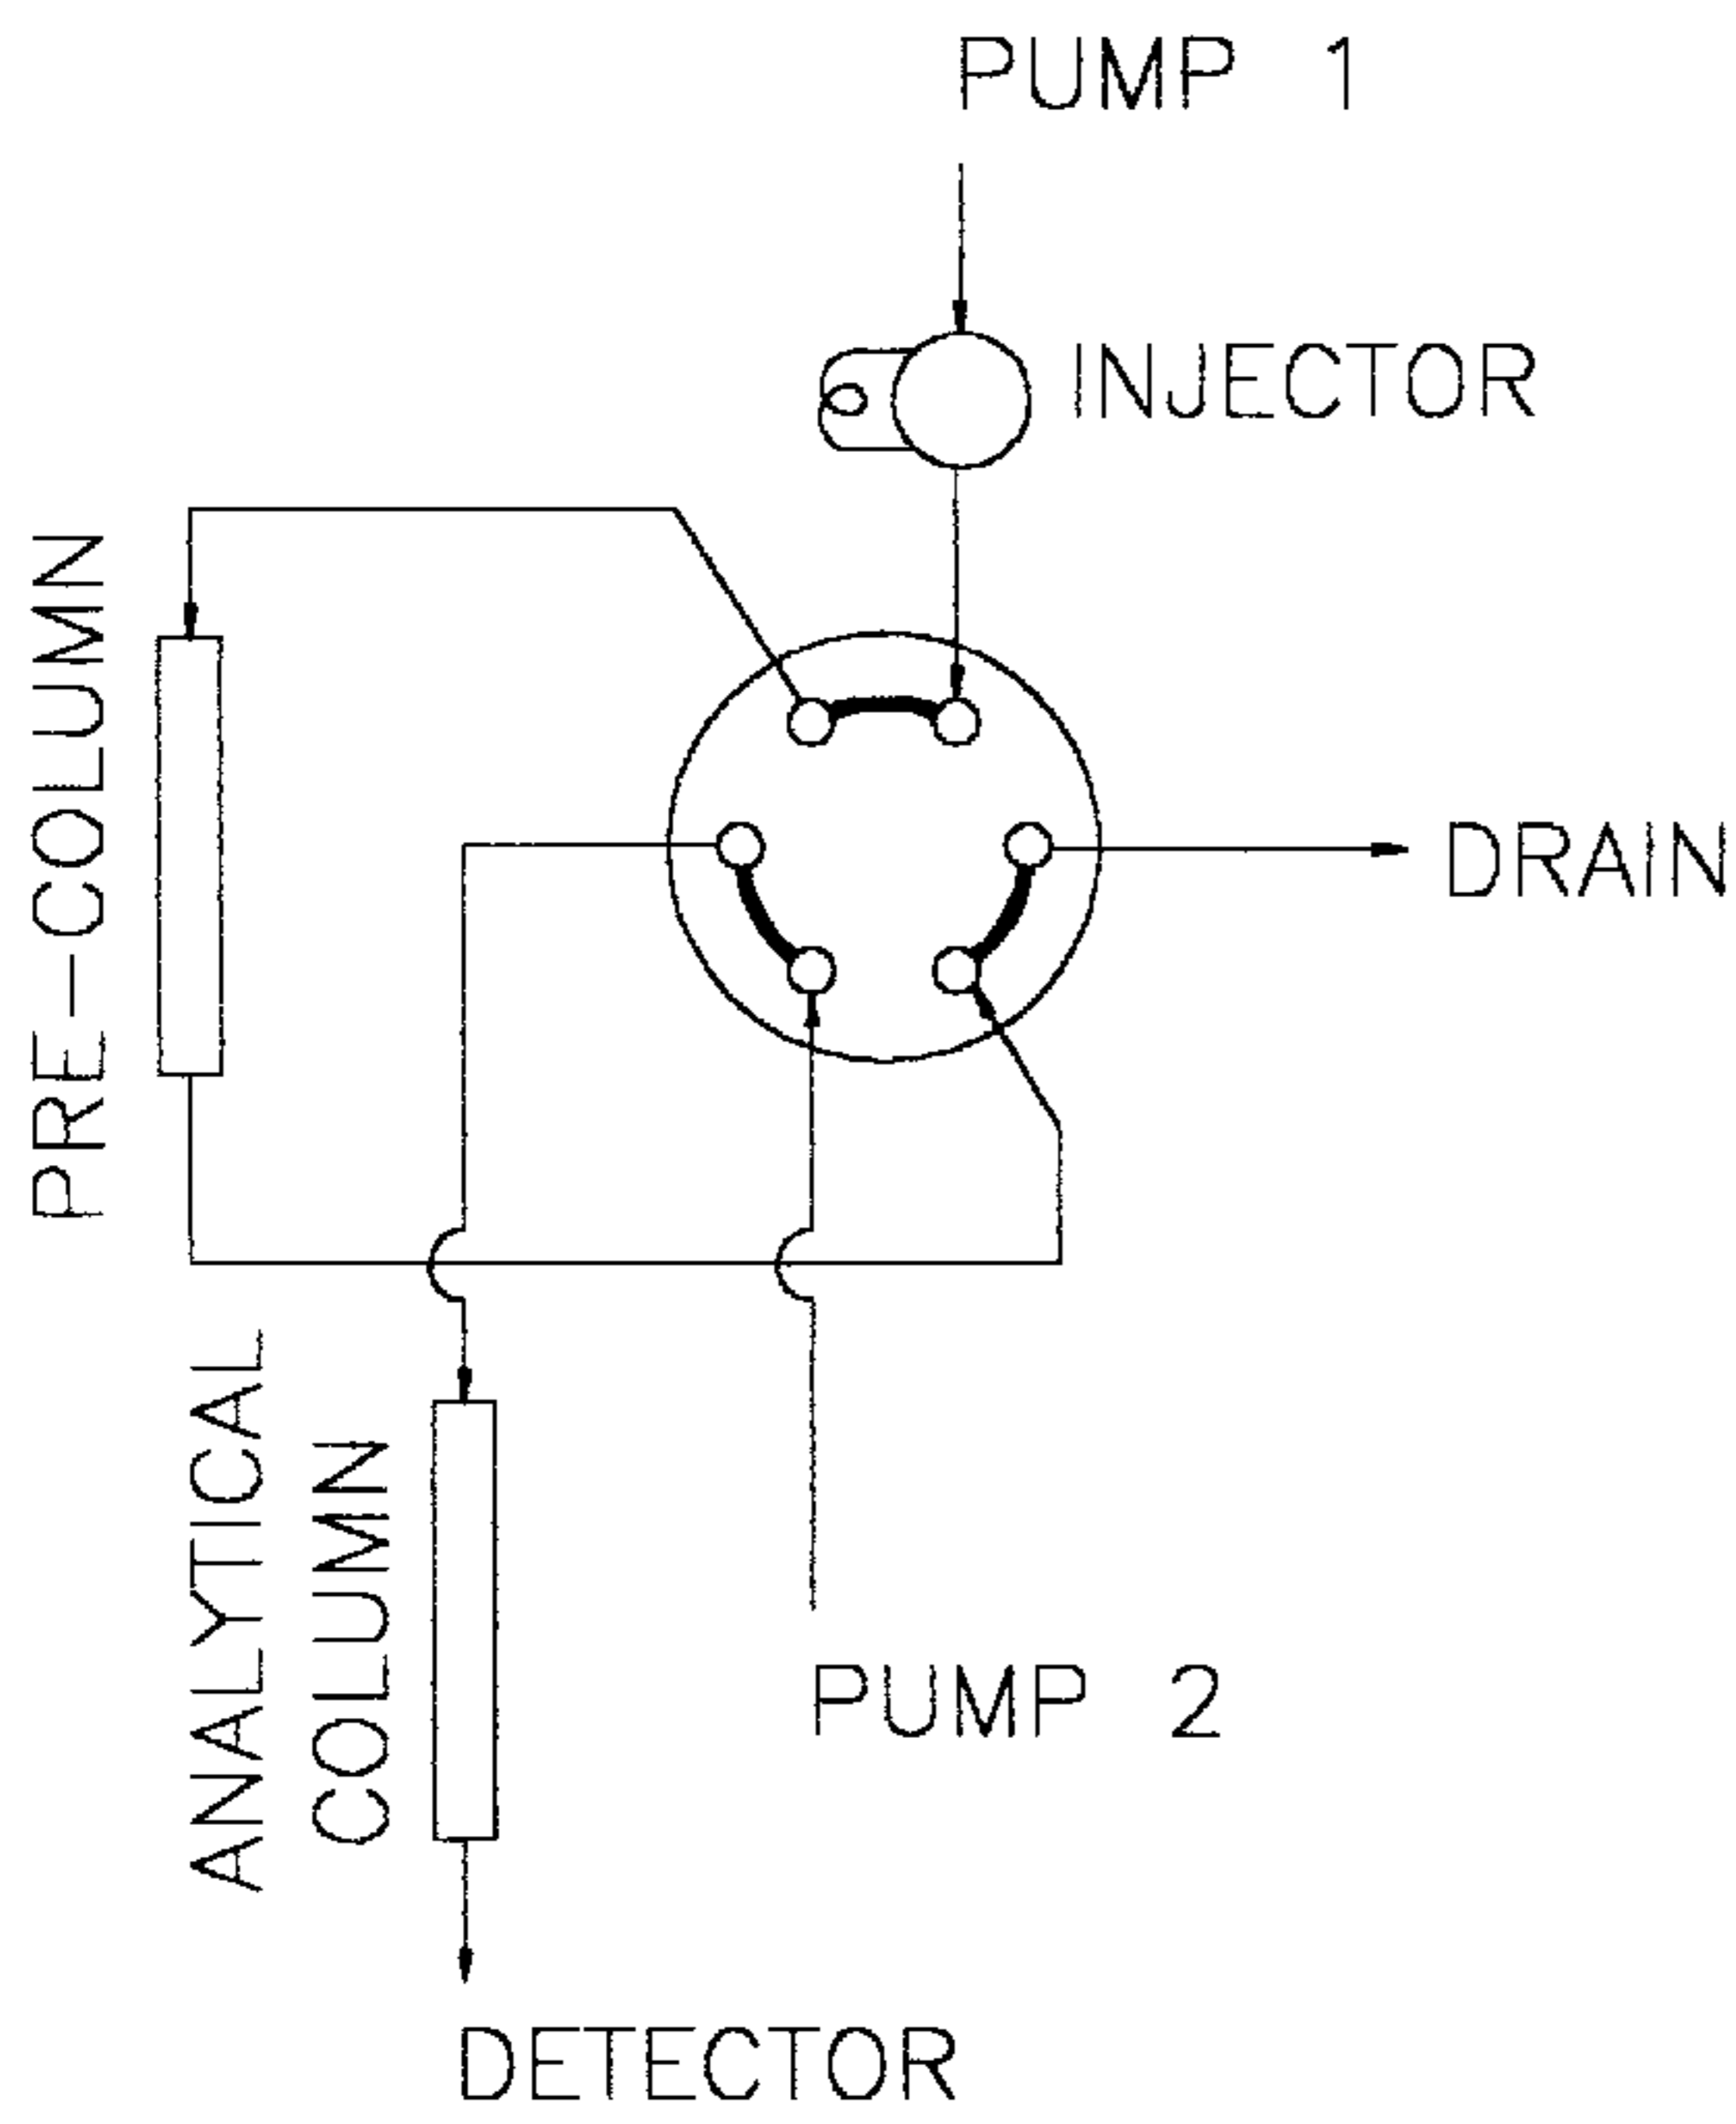 PUMP 1
INJECTOR
PRE-COLUMN
DRAIN
ANALYTICAL
COLUMN
PUMP 2
DETECTOR